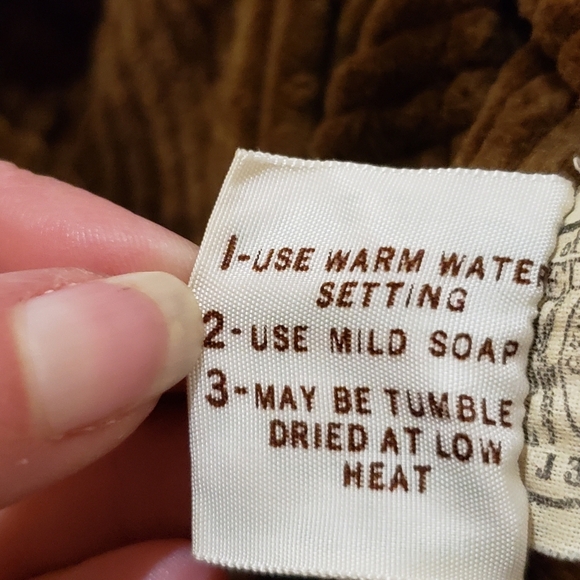 1-USE WARM WATER
SETTING
2-USE MILD SOAP
3-MAY BE TUMBLE
DRIED AT LOW
HEAT